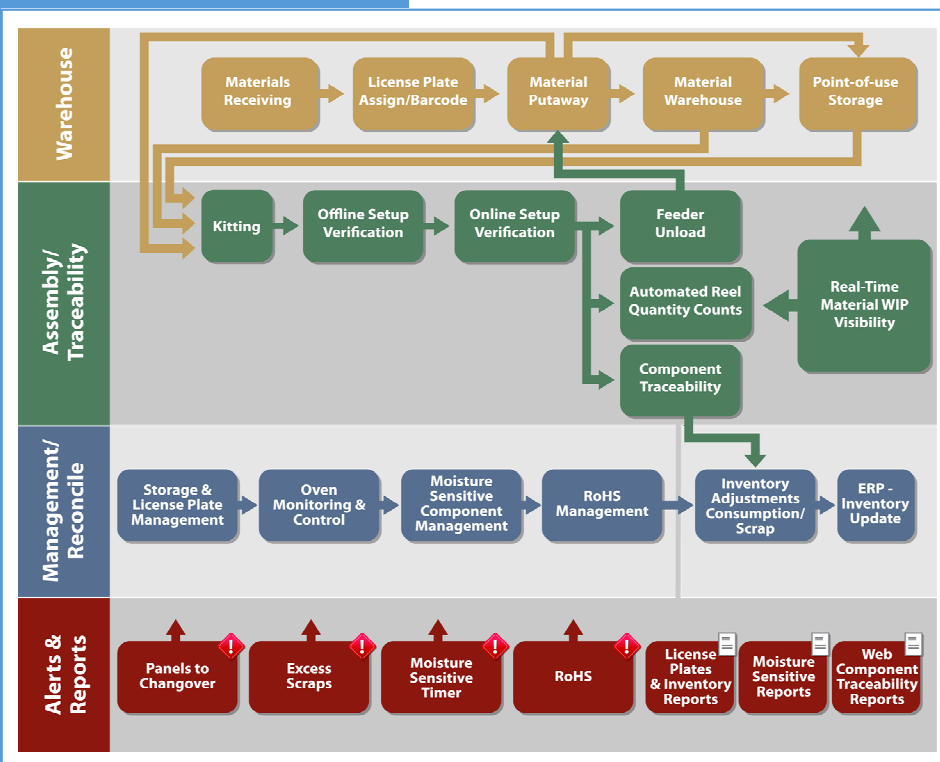 Warehouse
Materials
Receiving
License Plate
Assign/Barcode
Material
Putaway
Material
Warehouse
Point-of-use
Storage
Assembly/
Traceability
Kitting
Offline Setup
Verification
Online Setup
Verification
Feeder
Unload
Automated Reel
Quantity Counts
Component
Traceability
Real-Time
Material WIP
Visibility
Management/
Reconcile
Storage &
License Plate
Management
Oven
Monitoring &
Control
Moisture
Sensitive
Component
Management
RoHS
Management
Inventory
Adjustments
Consumption/
Scrap
ERP -
Inventory
Update
Alerts &
Reports
Panels to
Changover
!
Excess
Scraps
!
Moisture
Sensitive
Timer
!
RoHS
!
License
Plates
& Inventory
Reports
Moisture
Sensitive
Reports
Web
Component
Traceability
Reports